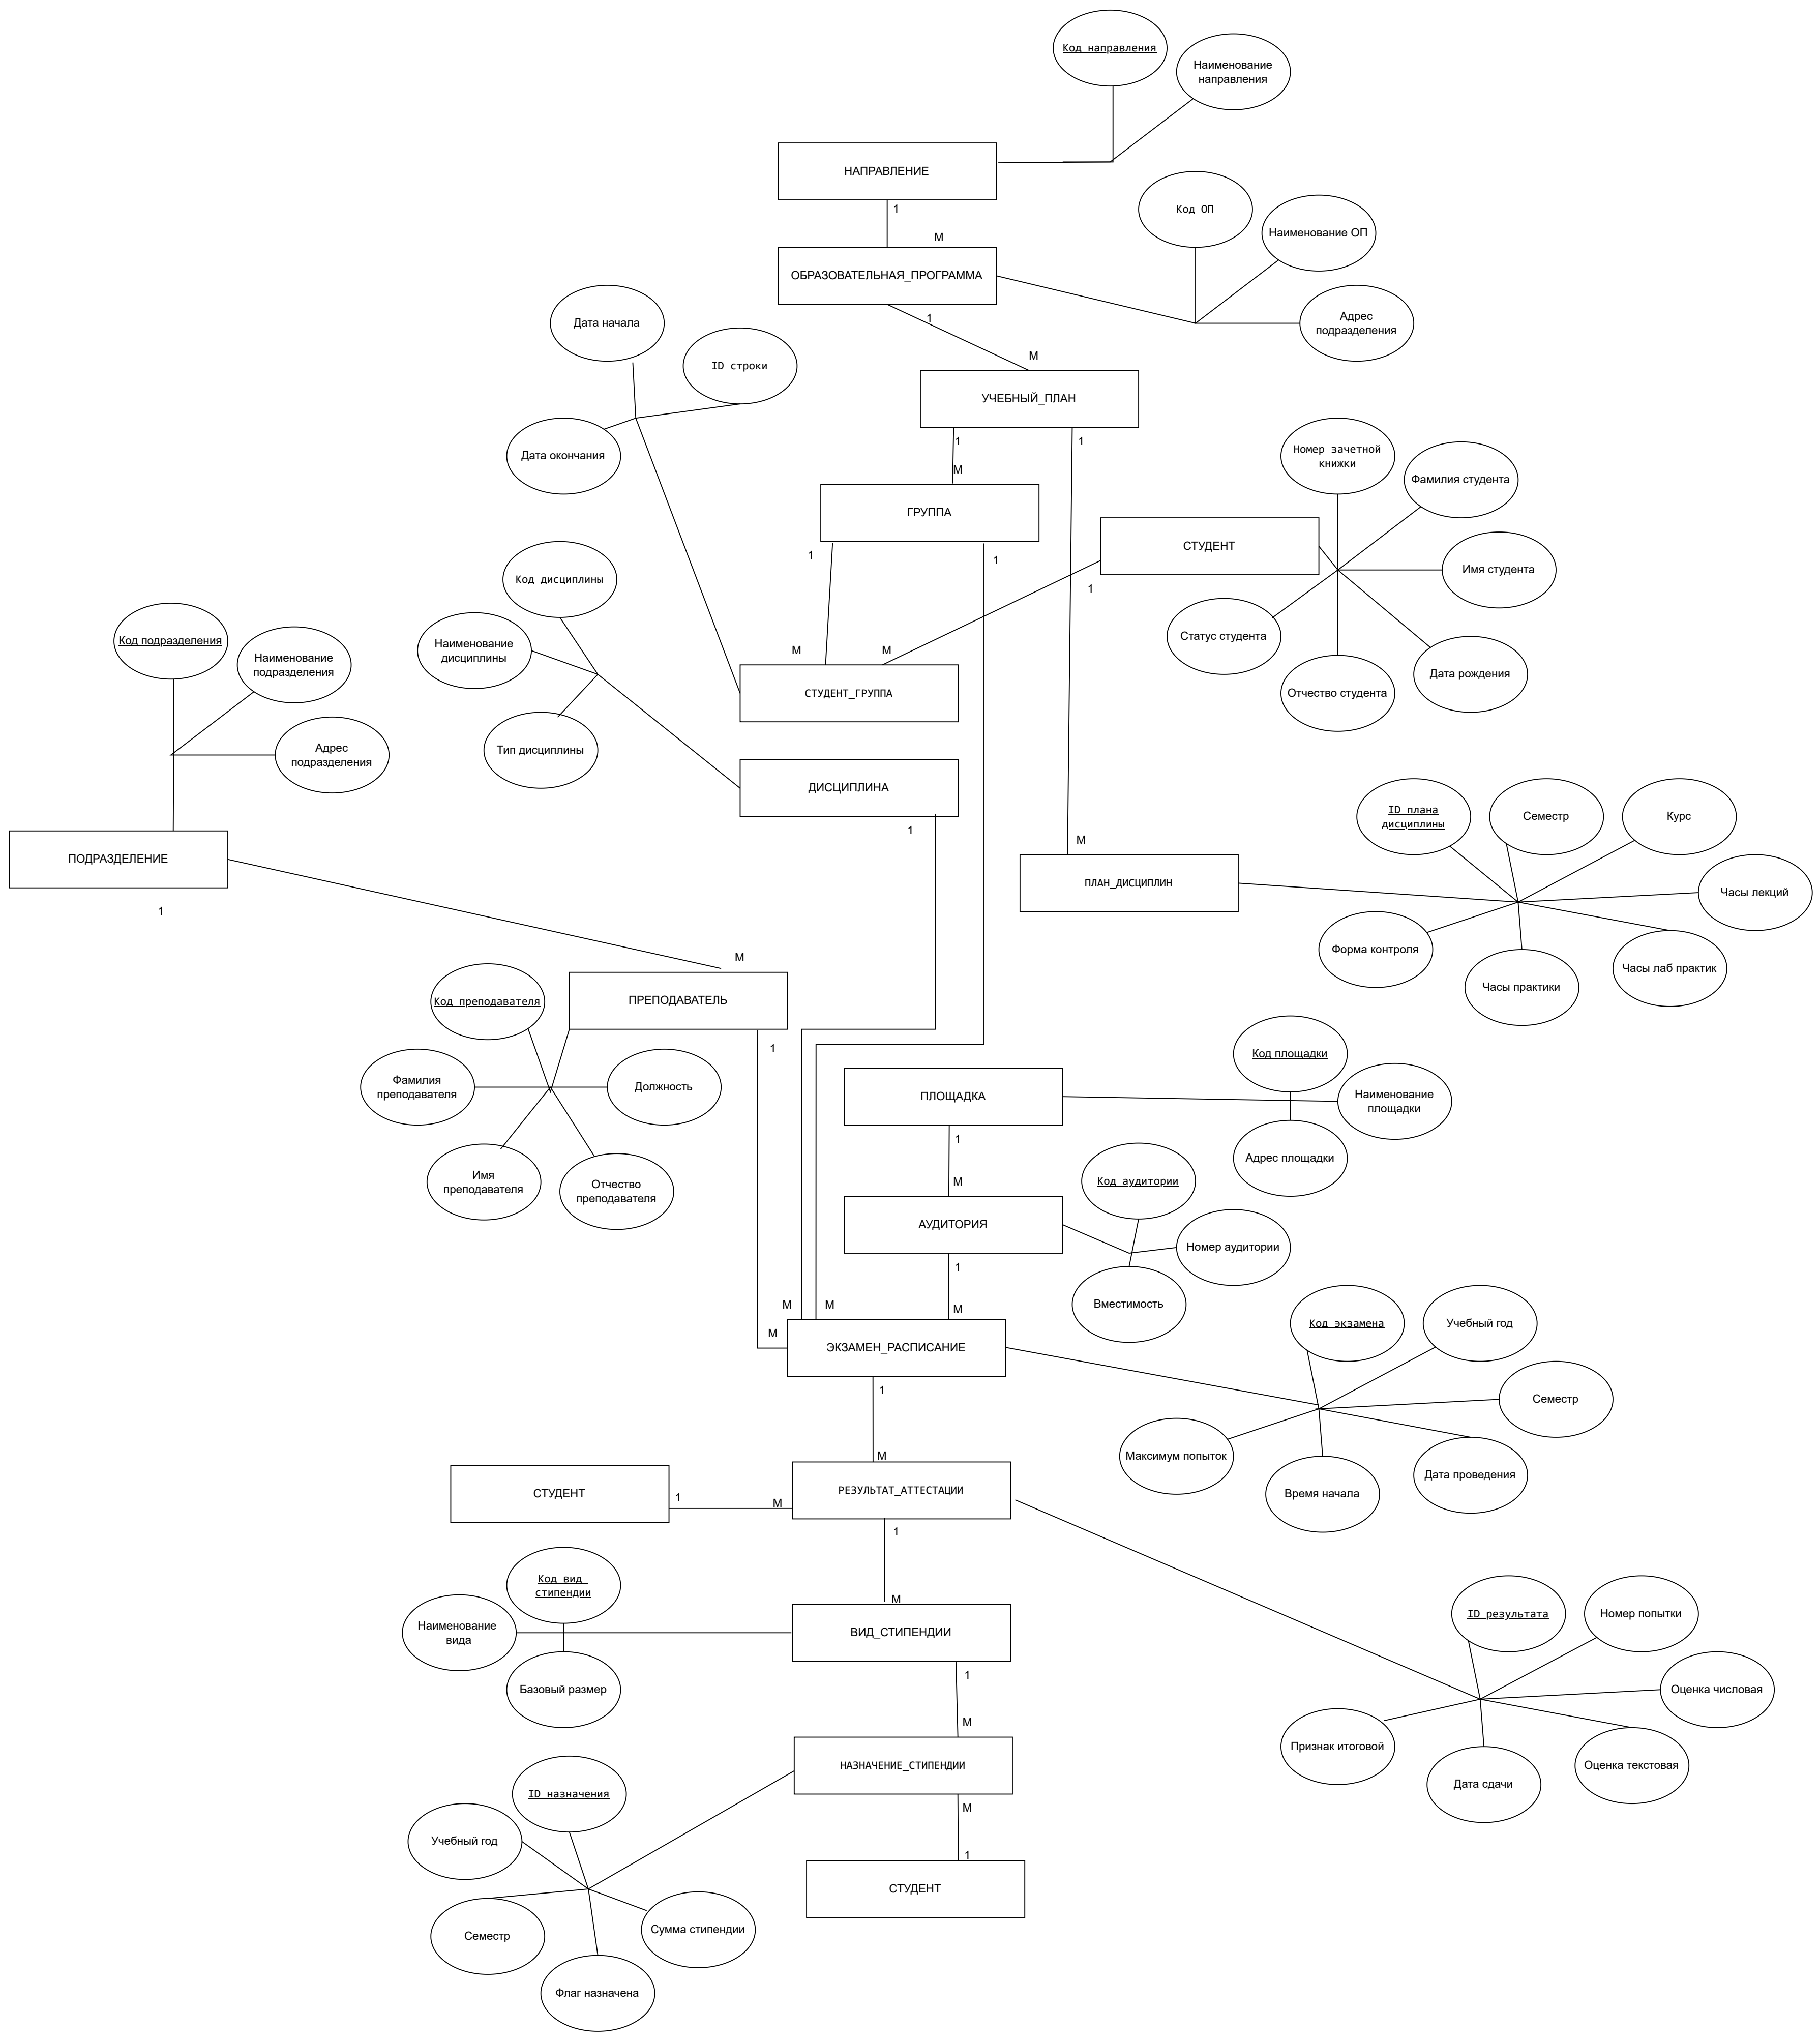 Код направления
Наименование
направления
НАПРАВЛЕНИЕ
1
Код ОП
Наименование ОП
М
ОБРАЗОВАТЕЛЬНАЯ_ПРОГРАММА
Адрес
подразделения
1
Дата начала
ID строки
М
УЧЕБНЫЙ_ПЛАН
Дата окончания
1
1
М
Номер зачетной
книжки
Фамилия студента
ГРУППА
СТУДЕНТ
1
1
1
Имя студента
Код дисциплины
Статус студента
Наименование
дисциплины
М
М
Дата рождения
Отчество студента
СТУДЕНТ_ГРУППА
Код подразделения
Наименование
подразделения
Адрес
подразделения
Тип дисциплины
ДИСЦИПЛИНА
1
М
ID плана
дисциплины
Семестр
Курс
ПОДРАЗДЕЛЕНИЕ
1
ПЛАН_ДИСЦИПЛИН
Часы лекций
Форма контроля
Часы практики
Часы лаб практик
М
Код преподавателя
ПРЕПОДАВАТЕЛЬ
1
Фамилия
преподавателя
Должность
Имя
преподавателя
Отчество
преподавателя
ПЛОЩАДКА
Код площадки
Наименование
площадки
Адрес площадки
1
М
Код аудитории
АУДИТОРИЯ
Номер аудитории
1
Вместимость
М
М
М
М
ЭКЗАМЕН_РАСПИСАНИЕ
Код экзамена
Учебный год
Семестр
1
Максимум попыток
Время начала
Дата проведения
М
СТУДЕНТ
1
М
РЕЗУЛЬТАТ_АТТЕСТАЦИИ
1
Код вид
стипендии
М
Наименование
вида
ВИД_СТИПЕНДИИ
Базовый размер
1
ID результата
Номер попытки
Оценка числовая
М
Признак итоговой
Дата сдачи
Оценка текстовая
НАЗНАЧЕНИЕ_СТИПЕНДИИ
ID назначения
М
Учебный год
1
СТУДЕНТ
Семестр
Сумма стипендии
Флаг назначена